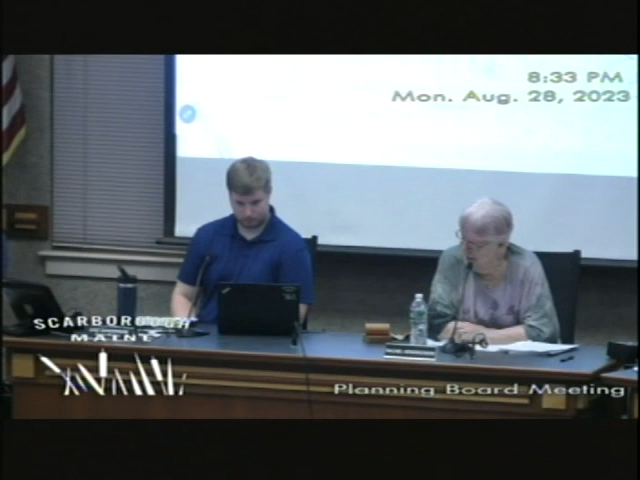 8:33 PM
Mon. Aug. 28, 2023
SCARBOROUGH
MAINE
Planning Board Meeting